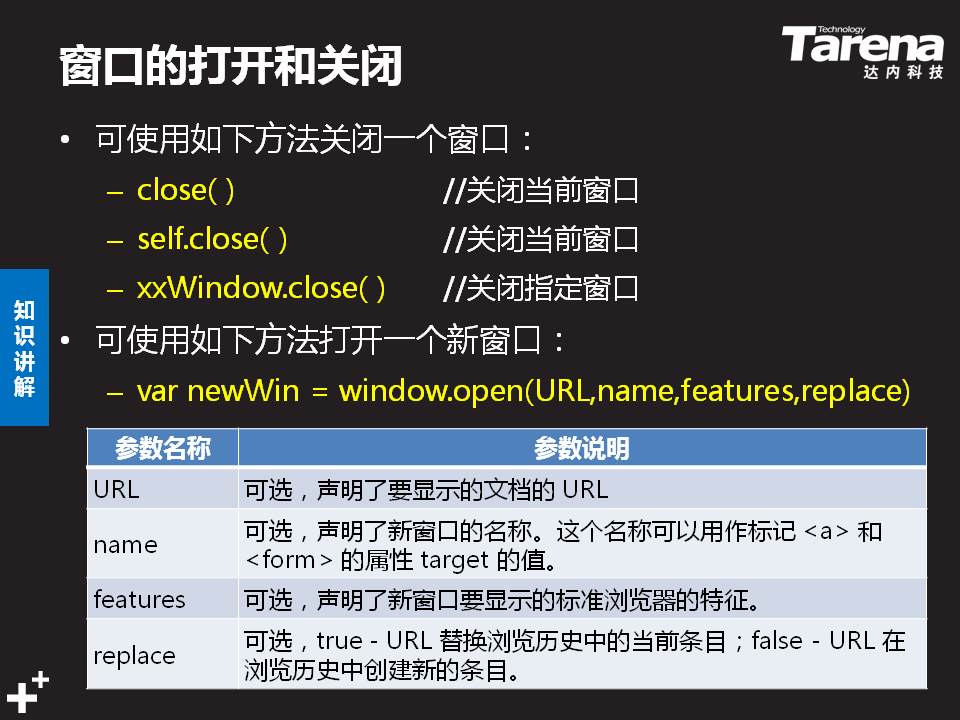 窗口的打开和关闭
Technology
Tarena
达内科技
• 可使用如下方法关闭一个窗口：
– close( ) //关闭当前窗口
– self.close( ) //关闭当前窗口
– xxWindow.close( ) //关闭指定窗口
• 可使用如下方法打开一个新窗口：
– var newWin = window.open(URL,name,features,replace)
知识讲解
参数名称 参数说明
URL 可选，声明了要显示的文档的 URL
name 可选，声明了新窗口的名称。这个名称可以用作标记 <a> 和
<form> 的属性 target 的值。
features 可选，声明了新窗口要显示的标准浏览器的特征。
replace 可选，true - URL 替换浏览历史中的当前条目；false - URL 在
浏览历史中创建新的条目。